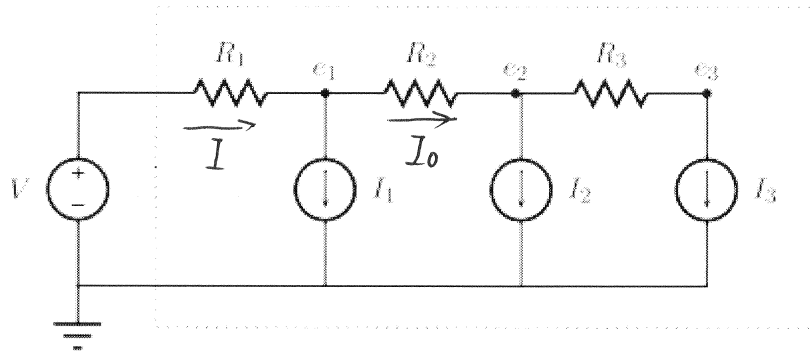 R₁ e₁ R₂ e₂ R₃ e₃
I I₀
V + − I₁ I₂ I₃